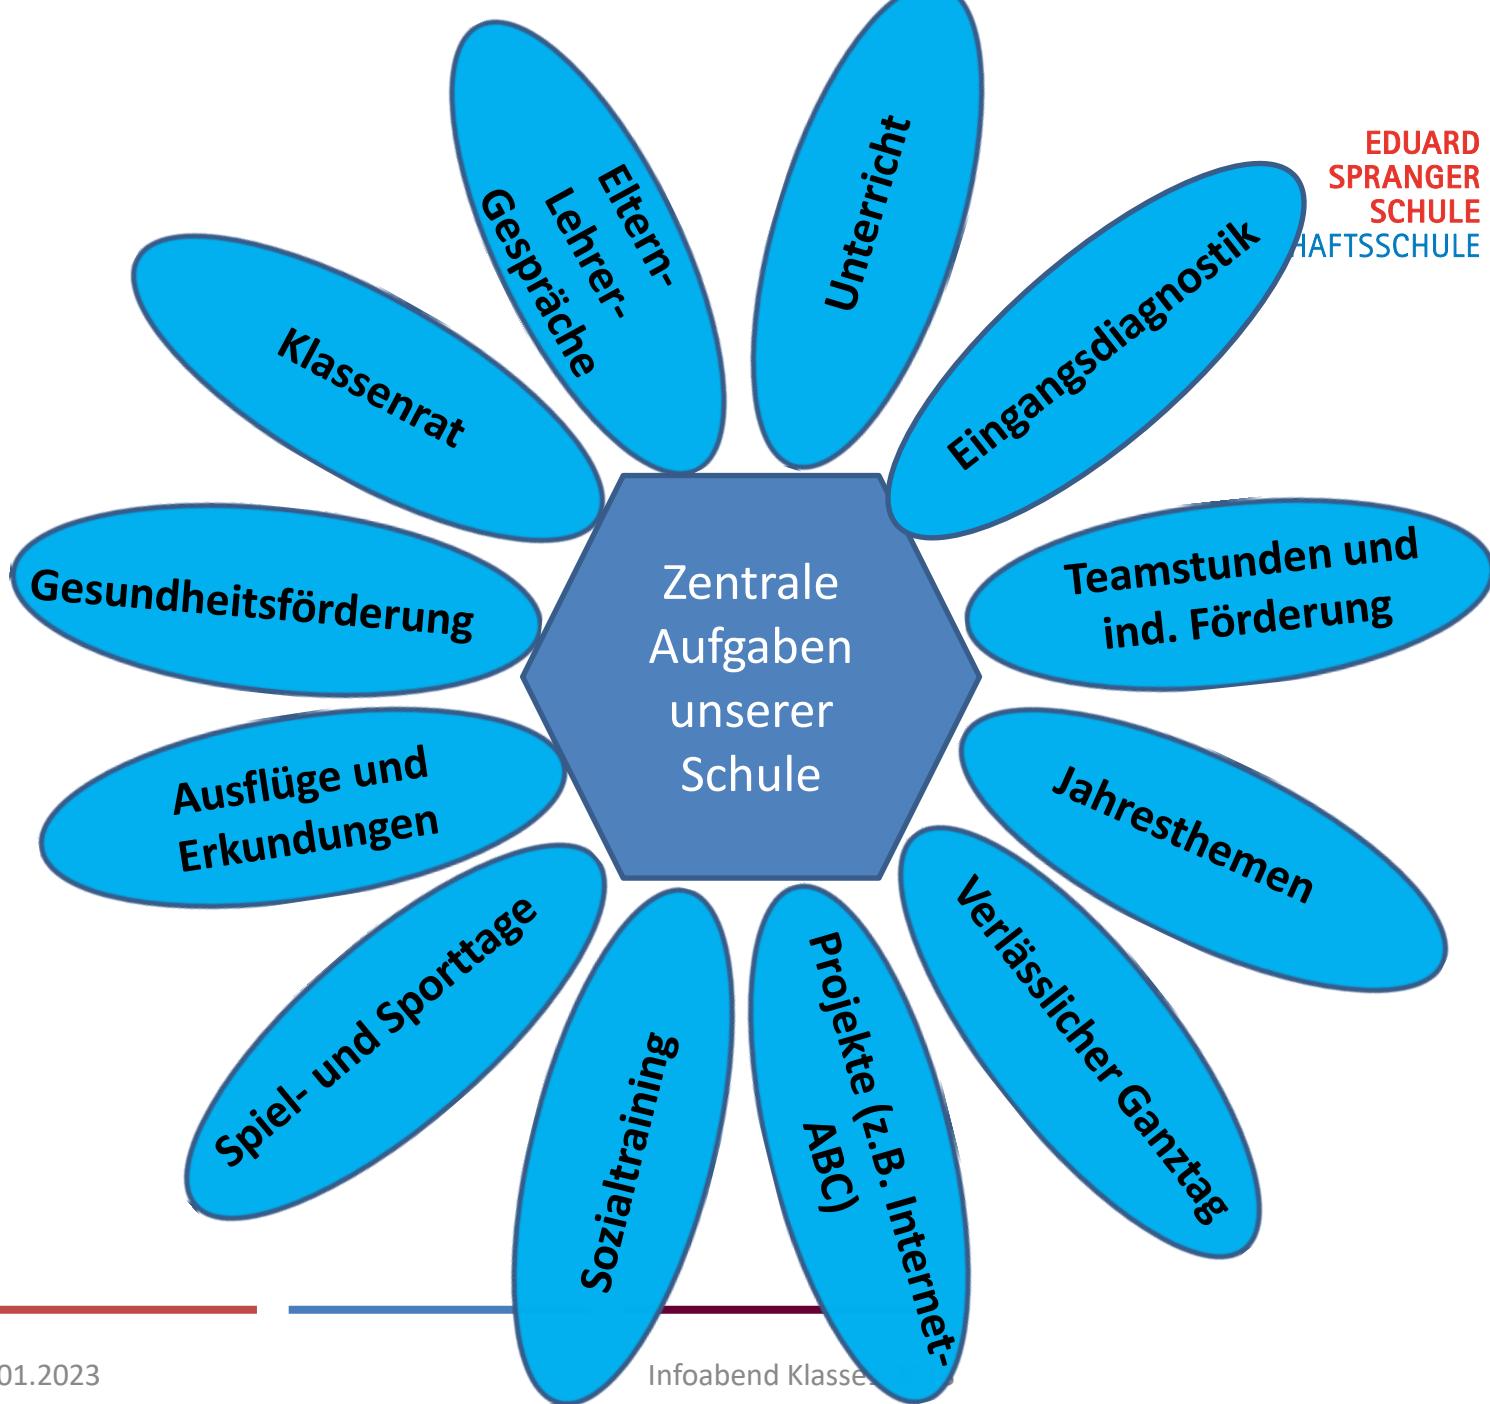 EDUARD
SPRANGER
SCHULE
HAFTSSCHULE
Unterricht
Eingangsdiagnostik
Teamstunden und
ind. Förderung
Jahresthemen
Verlässlicher Ganztag
Projekte (z.B. Internet-
ABC)
Sozialtraining
Spiel- und Sporttage
Ausflüge und
Erkundungen
Gesundheitsförderung
Klassenrat
Eltern-
Lehrer-
Gespräche
Zentrale
Aufgaben
unserer
Schule
01.2023
Infoabend Klasse